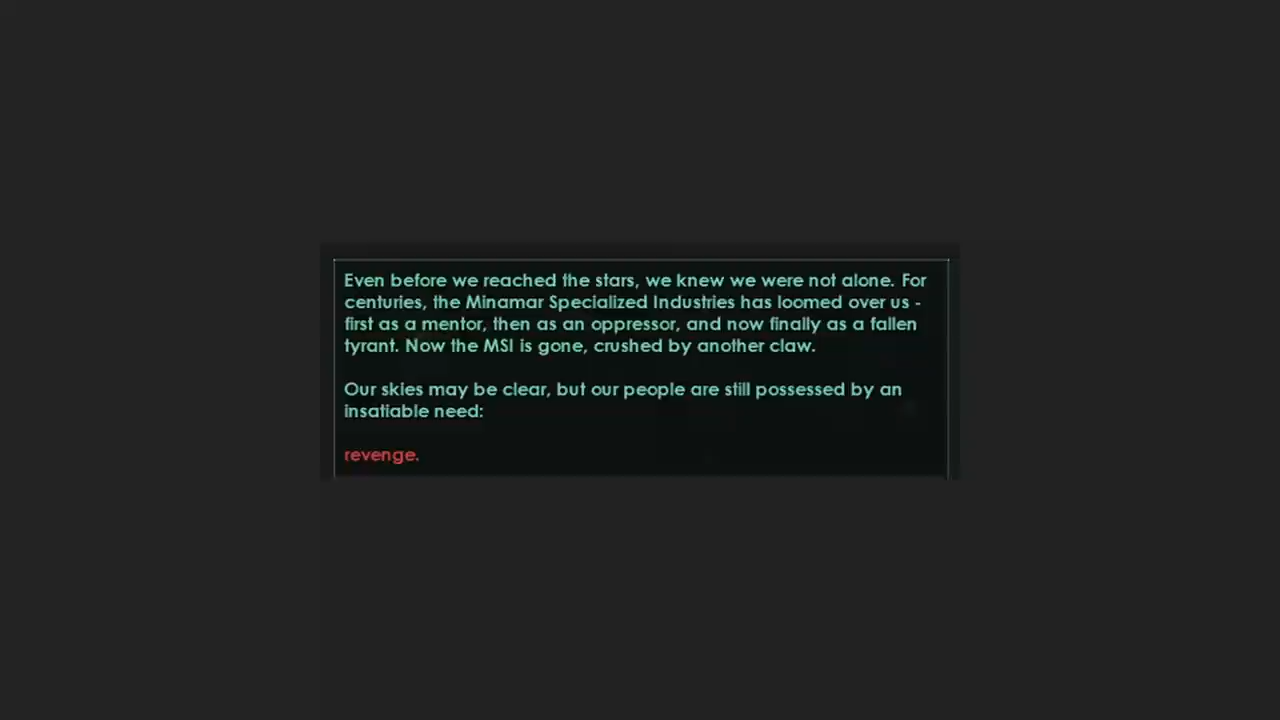 Even before we reached the stars, we knew we were not alone. For
centuries, the Minamar Specialized Industries has loomed over us -
first as a mentor, then as an oppressor, and now finally as a fallen
tyrant. Now the MSI is gone, crushed by another claw.
Our skies may be clear, but our people are still possessed by an
insatiable need:
revenge.